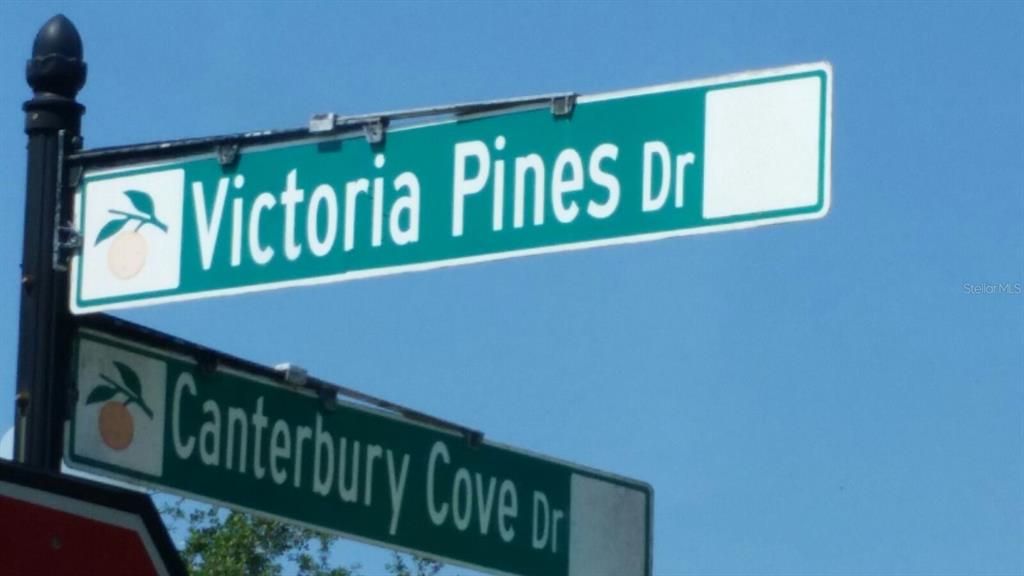 Victoria Pines Dr
StellarMLS
Canterbury Cove Dr